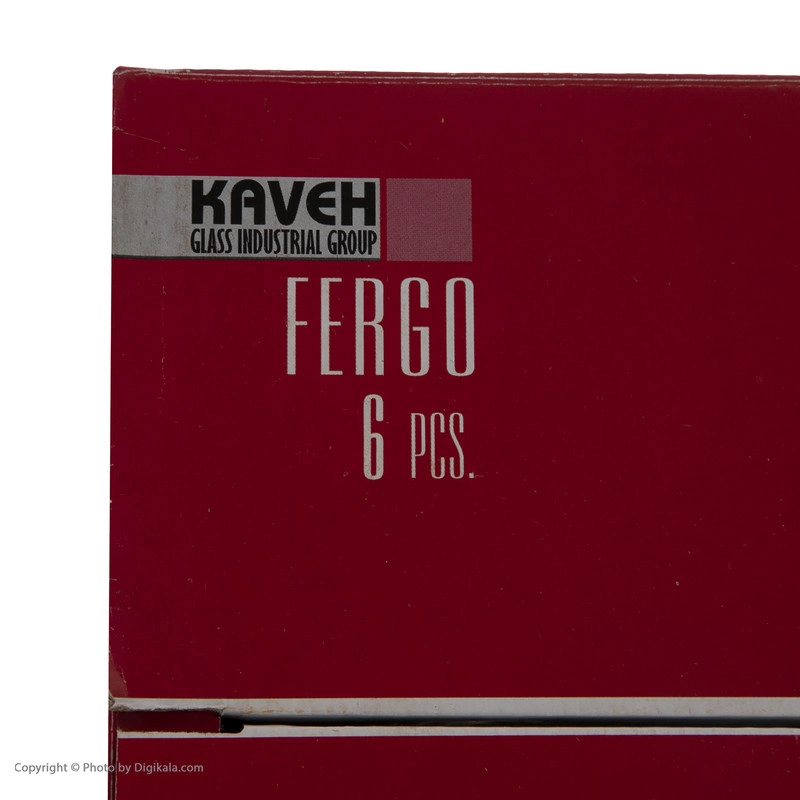 KAVEH
GLASS INDUSTRIAL GROUP
FERGO
6 PCS.
Copyright © Photo by Digikala.com